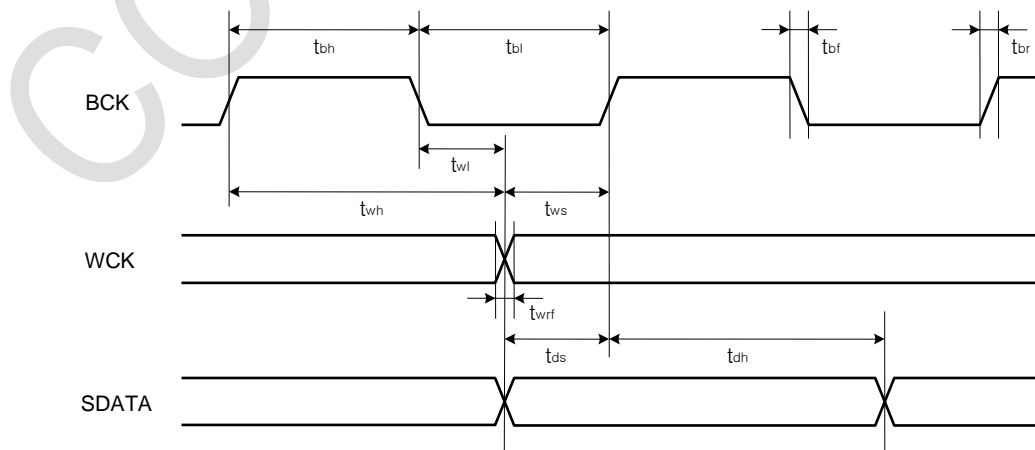 tbh tbl tbf tbr
BCK
twl
twh tws
WCK
twrf
tds tdh
SDATA